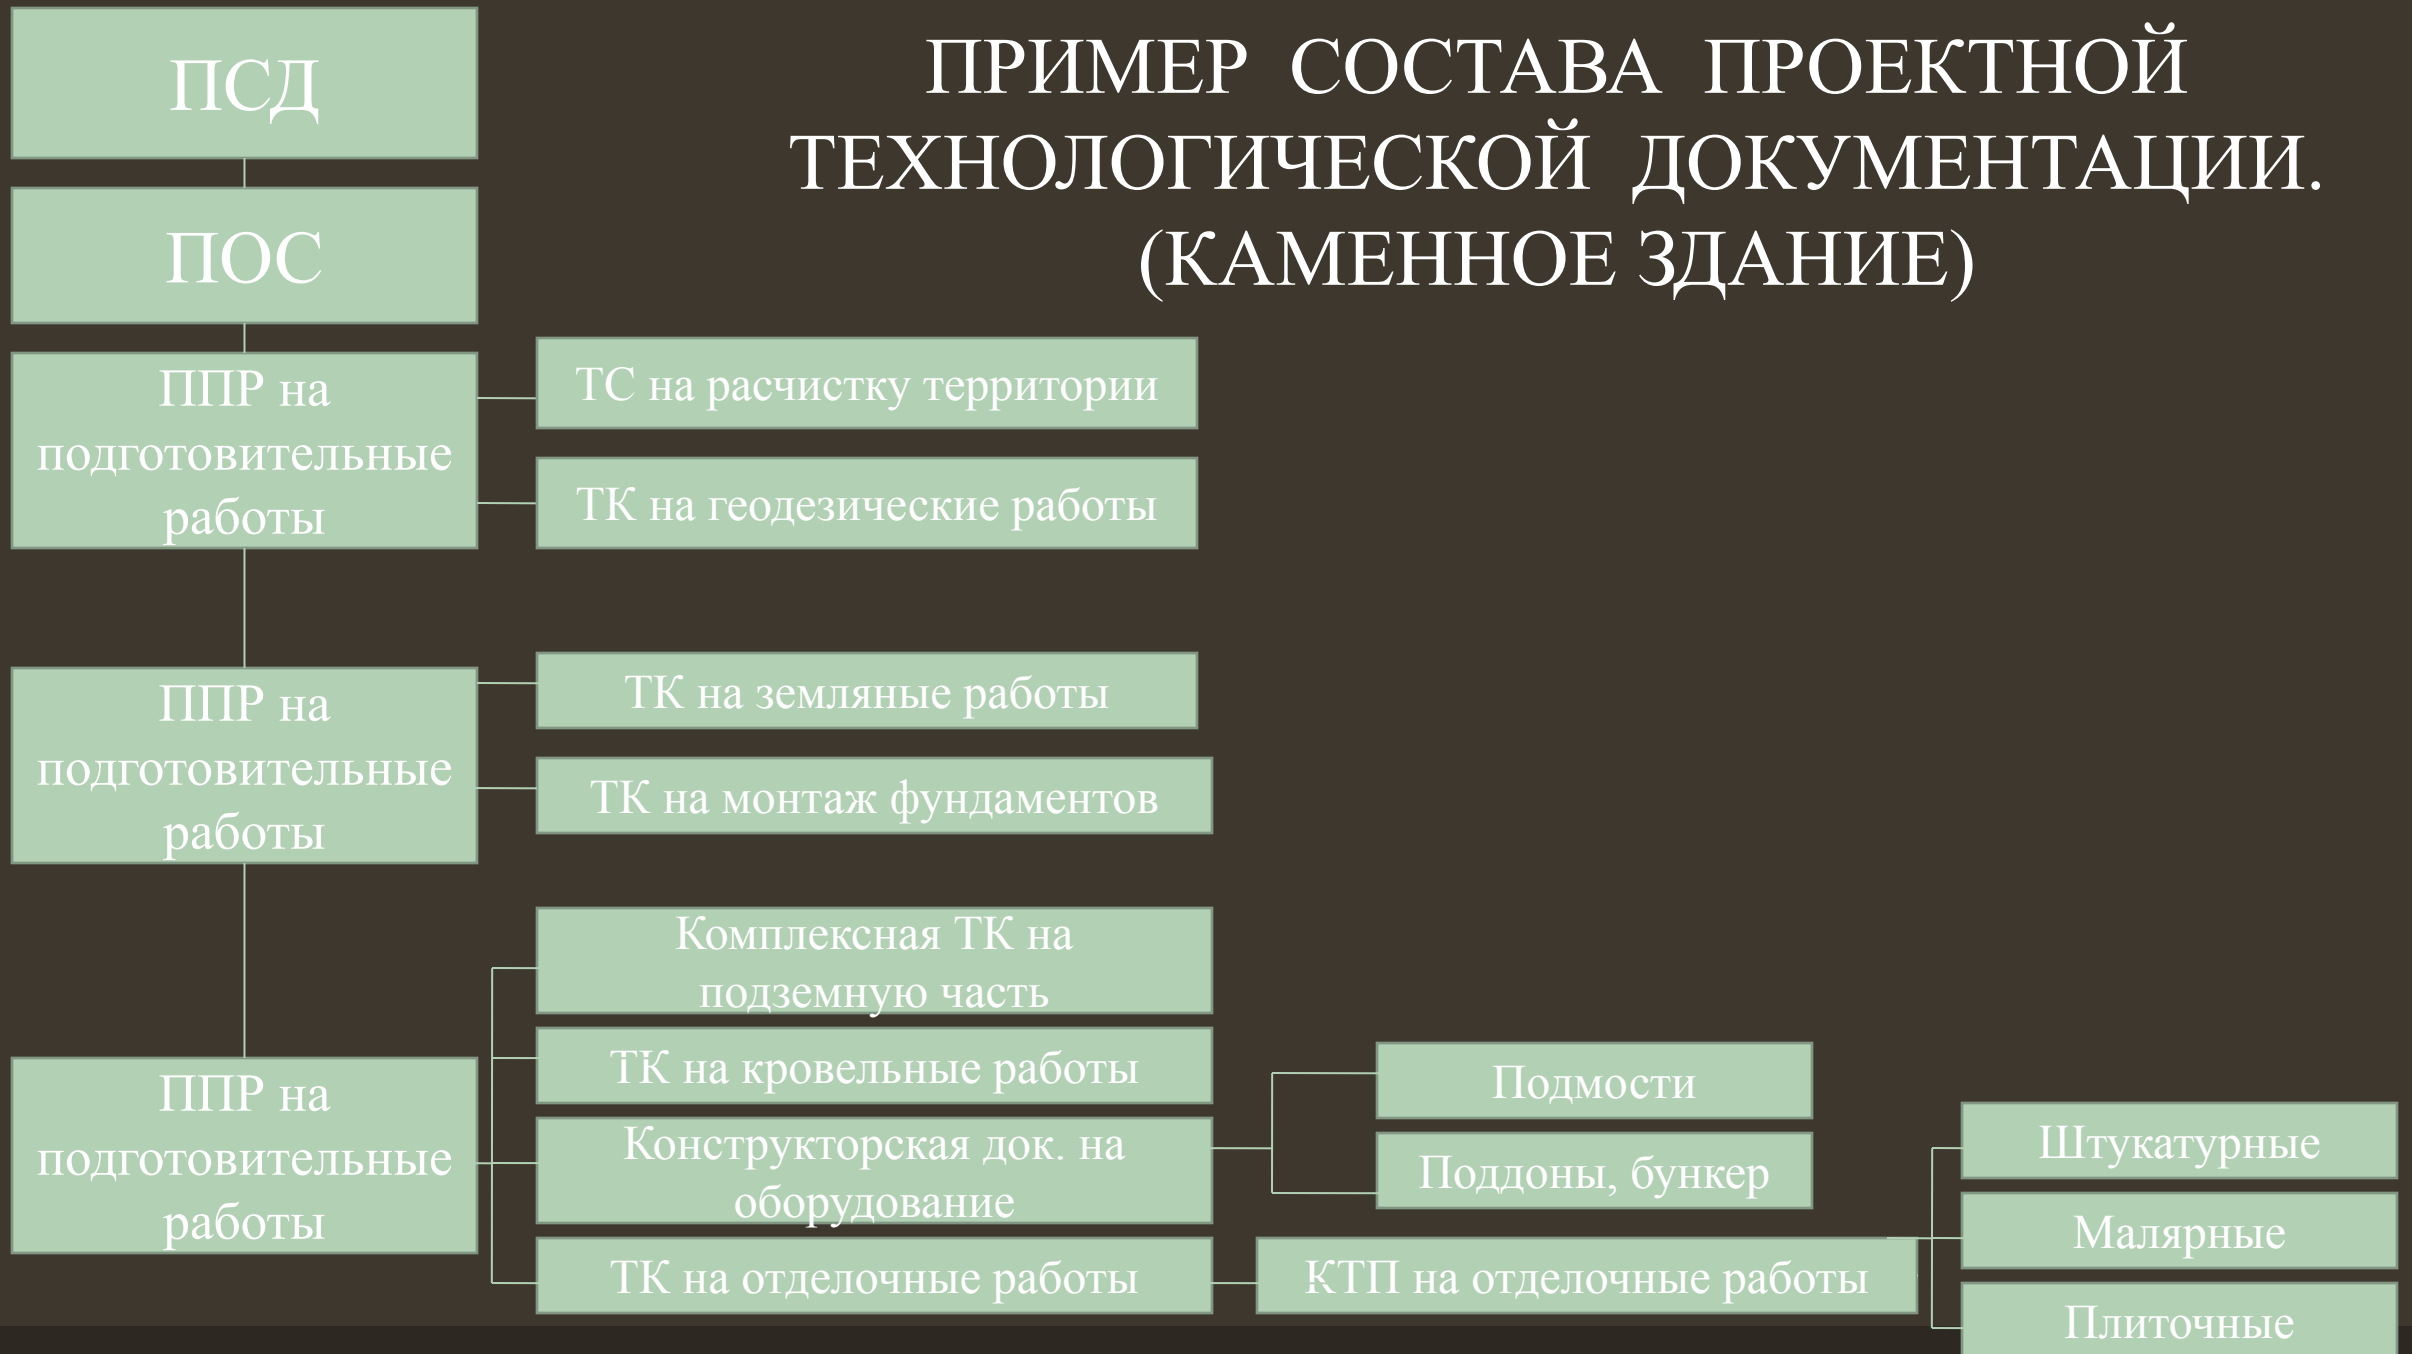 ПРИМЕР СОСТАВА ПРОЕКТНОЙ
ТЕХНОЛОГИЧЕСКОЙ ДОКУМЕНТАЦИИ.
(КАМЕННОЕ ЗДАНИЕ)
ПСД
ПОС
ППР на
подготовительные
работы
ТС на расчистку территории
ТК на геодезические работы
ППР на
подготовительные
работы
ТК на земляные работы
ТК на монтаж фундаментов
ППР на
подготовительные
работы
Комплексная ТК на
подземную часть
ТК на кровельные работы
Конструкторская док. на
оборудование
ТК на отделочные работы
Подмости
Поддоны, бункер
КТП на отделочные работы
Штукатурные
Малярные
Плиточные